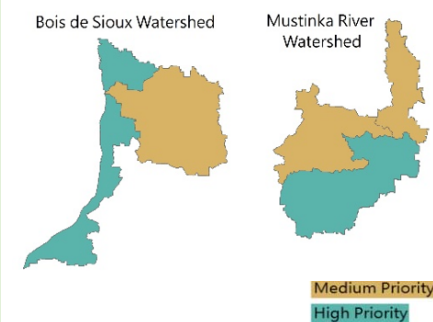 Bois de Sioux Watershed
Mustinka River
Watershed
Medium Priority
High Priority